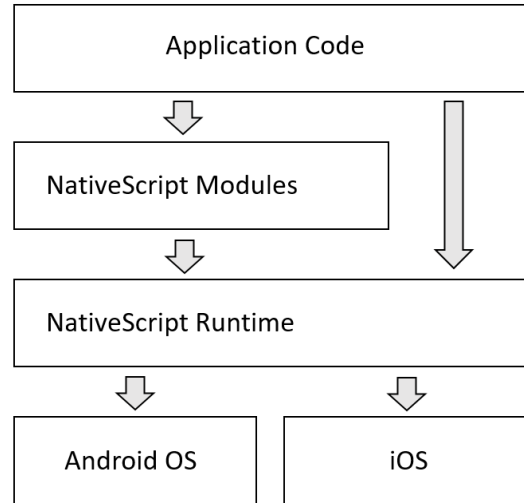 Application Code
NativeScript Modules
NativeScript Runtime
Android OS
iOS